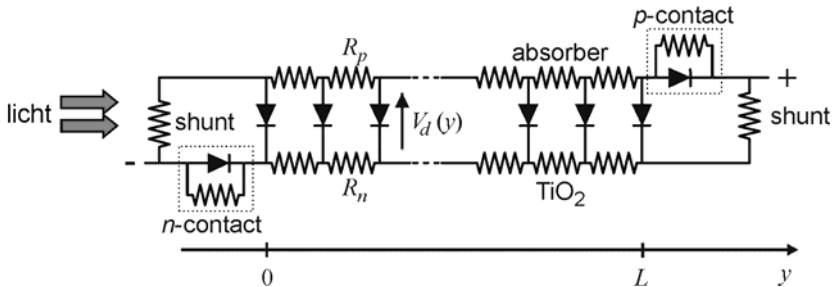 p-contact
R_p
absorber
+
licht
shunt
V_d (y)
shunt
-
R_n
TiO₂
n-contact
0
L
y